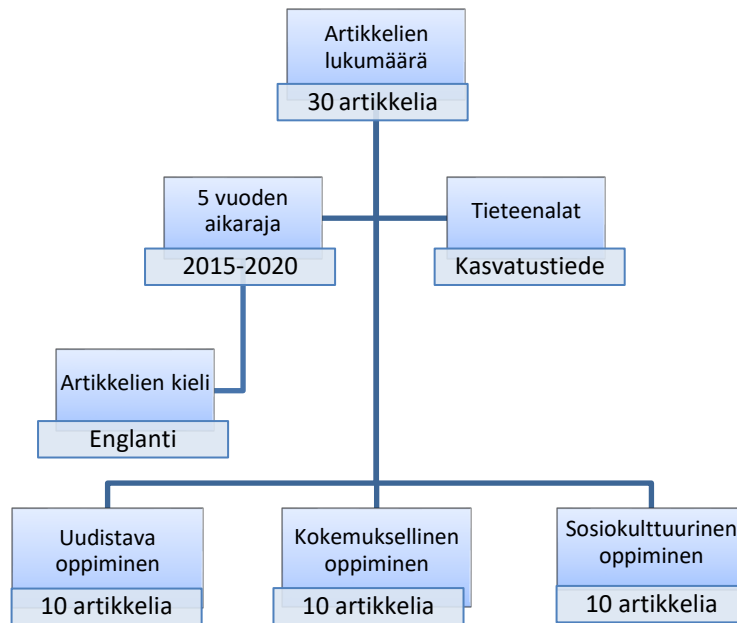 Artikkelien
lukumäärä
30 artikkelia
5 vuoden
aikaraja
2015-2020
Tieteenalat
Kasvatustiede
Artikkelien kieli
Englanti
Uudistava
oppiminen
10 artikkelia
Kokemuksellinen
oppiminen
10 artikkelia
Sosiokulttuurinen
oppiminen
10 artikkelia